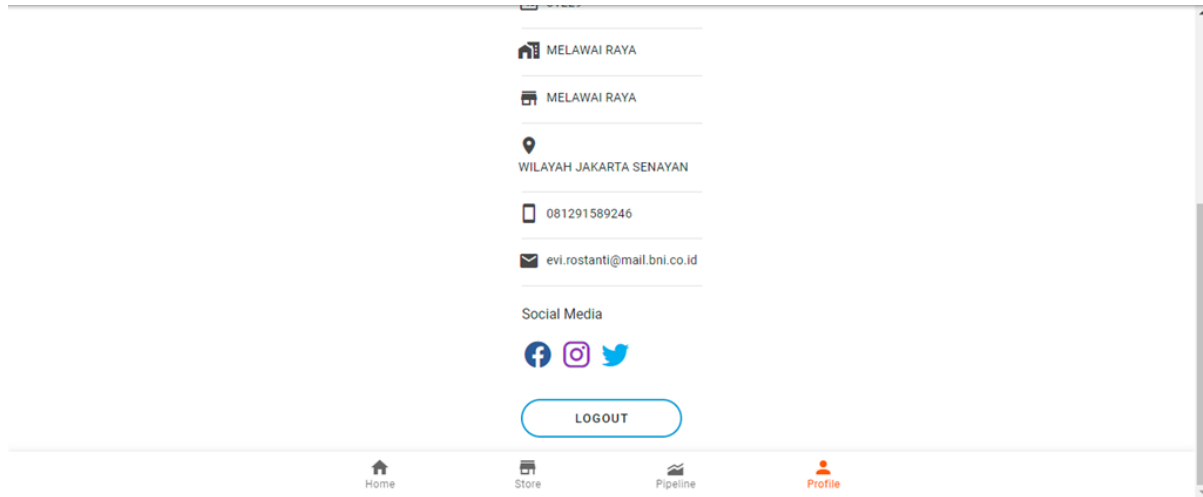 MELAWAI RAYA
MELAWAI RAYA
WILAYAH JAKARTA SENAYAN
081291589246
evi.rostanti@mail.bni.co.id
Social Media
LOGOUT
Home
Store
Pipeline
Profile